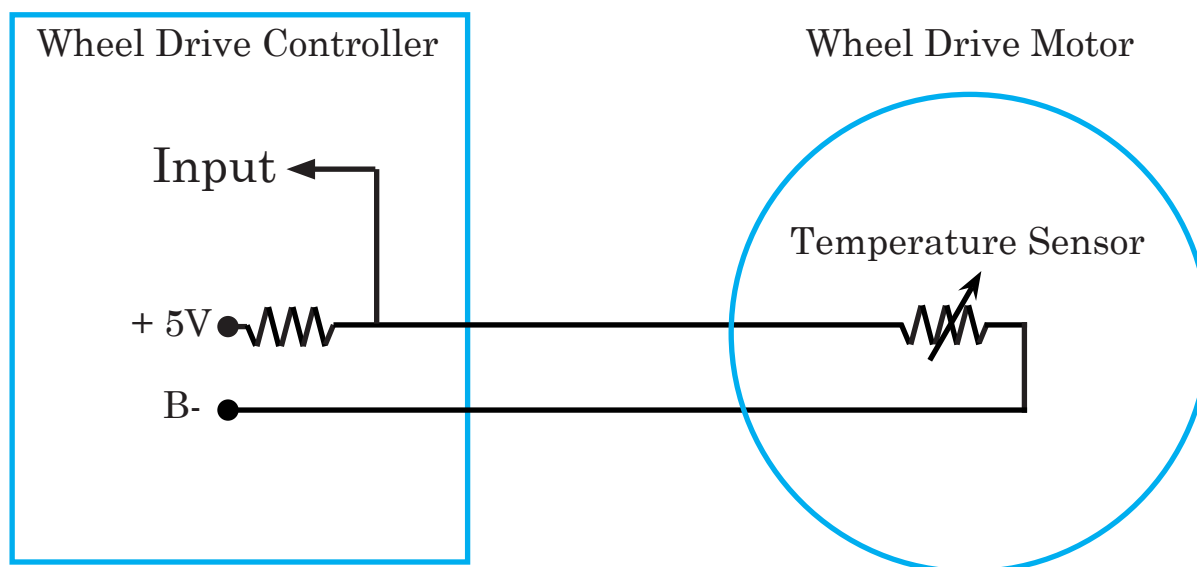 Wheel Drive Controller
Wheel Drive Motor
Input
Temperature Sensor
+ 5V
B-